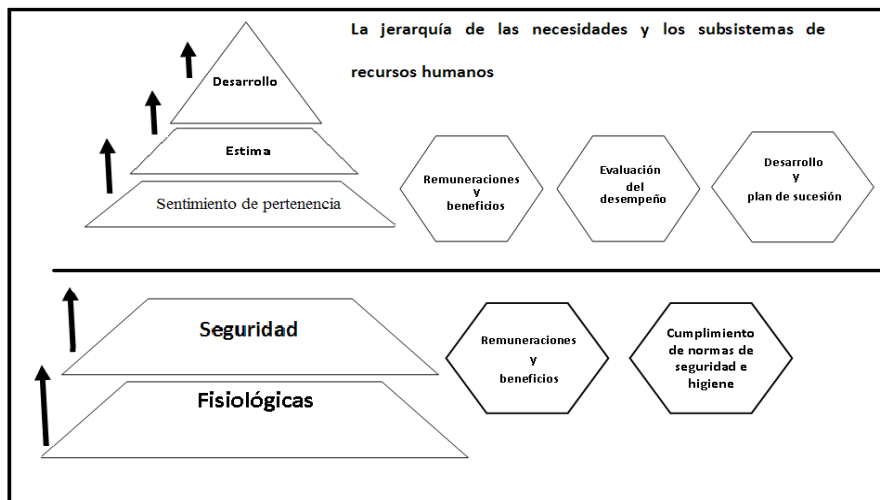 La jerarquía de las necesidades y los subsistemas de
recursos humanos
Desarrollo
Estima
Sentimiento de pertenencia
Remuneraciones
y
beneficios
Evaluación
del
desempeño
Desarrollo
y
plan de sucesión
Seguridad
Fisiológicas
Remuneraciones
y
beneficios
Cumplimiento
de normas de
seguridad e
higiene